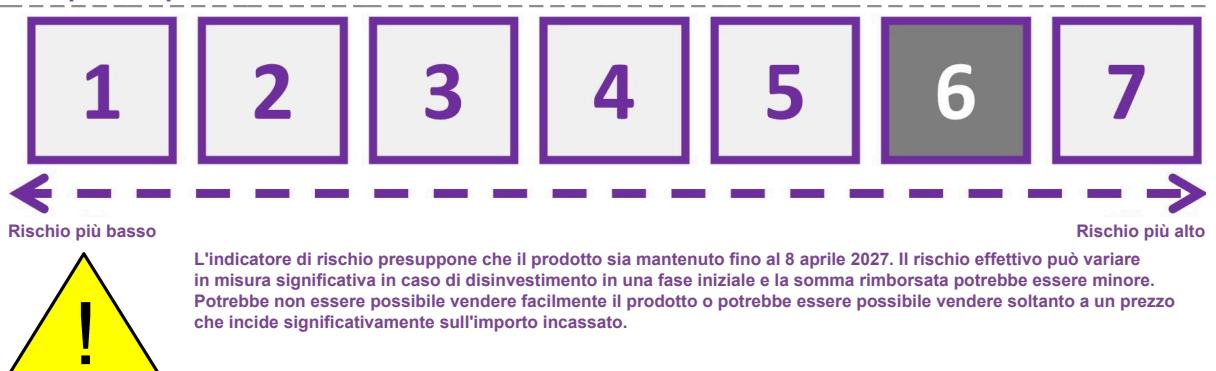 1 2 3 4 5 6 7
Rischio più basso
Rischio più alto
L'indicatore di rischio presuppone che il prodotto sia mantenuto fino al 8 aprile 2027. Il rischio effettivo può variare
in misura significativa in caso di disinvestimento in una fase iniziale e la somma rimborsata potrebbe essere minore.
Potrebbe non essere possibile vendere facilmente il prodotto o potrebbe essere possibile vendere soltanto a un prezzo
che incide significativamente sull'importo incassato.
!